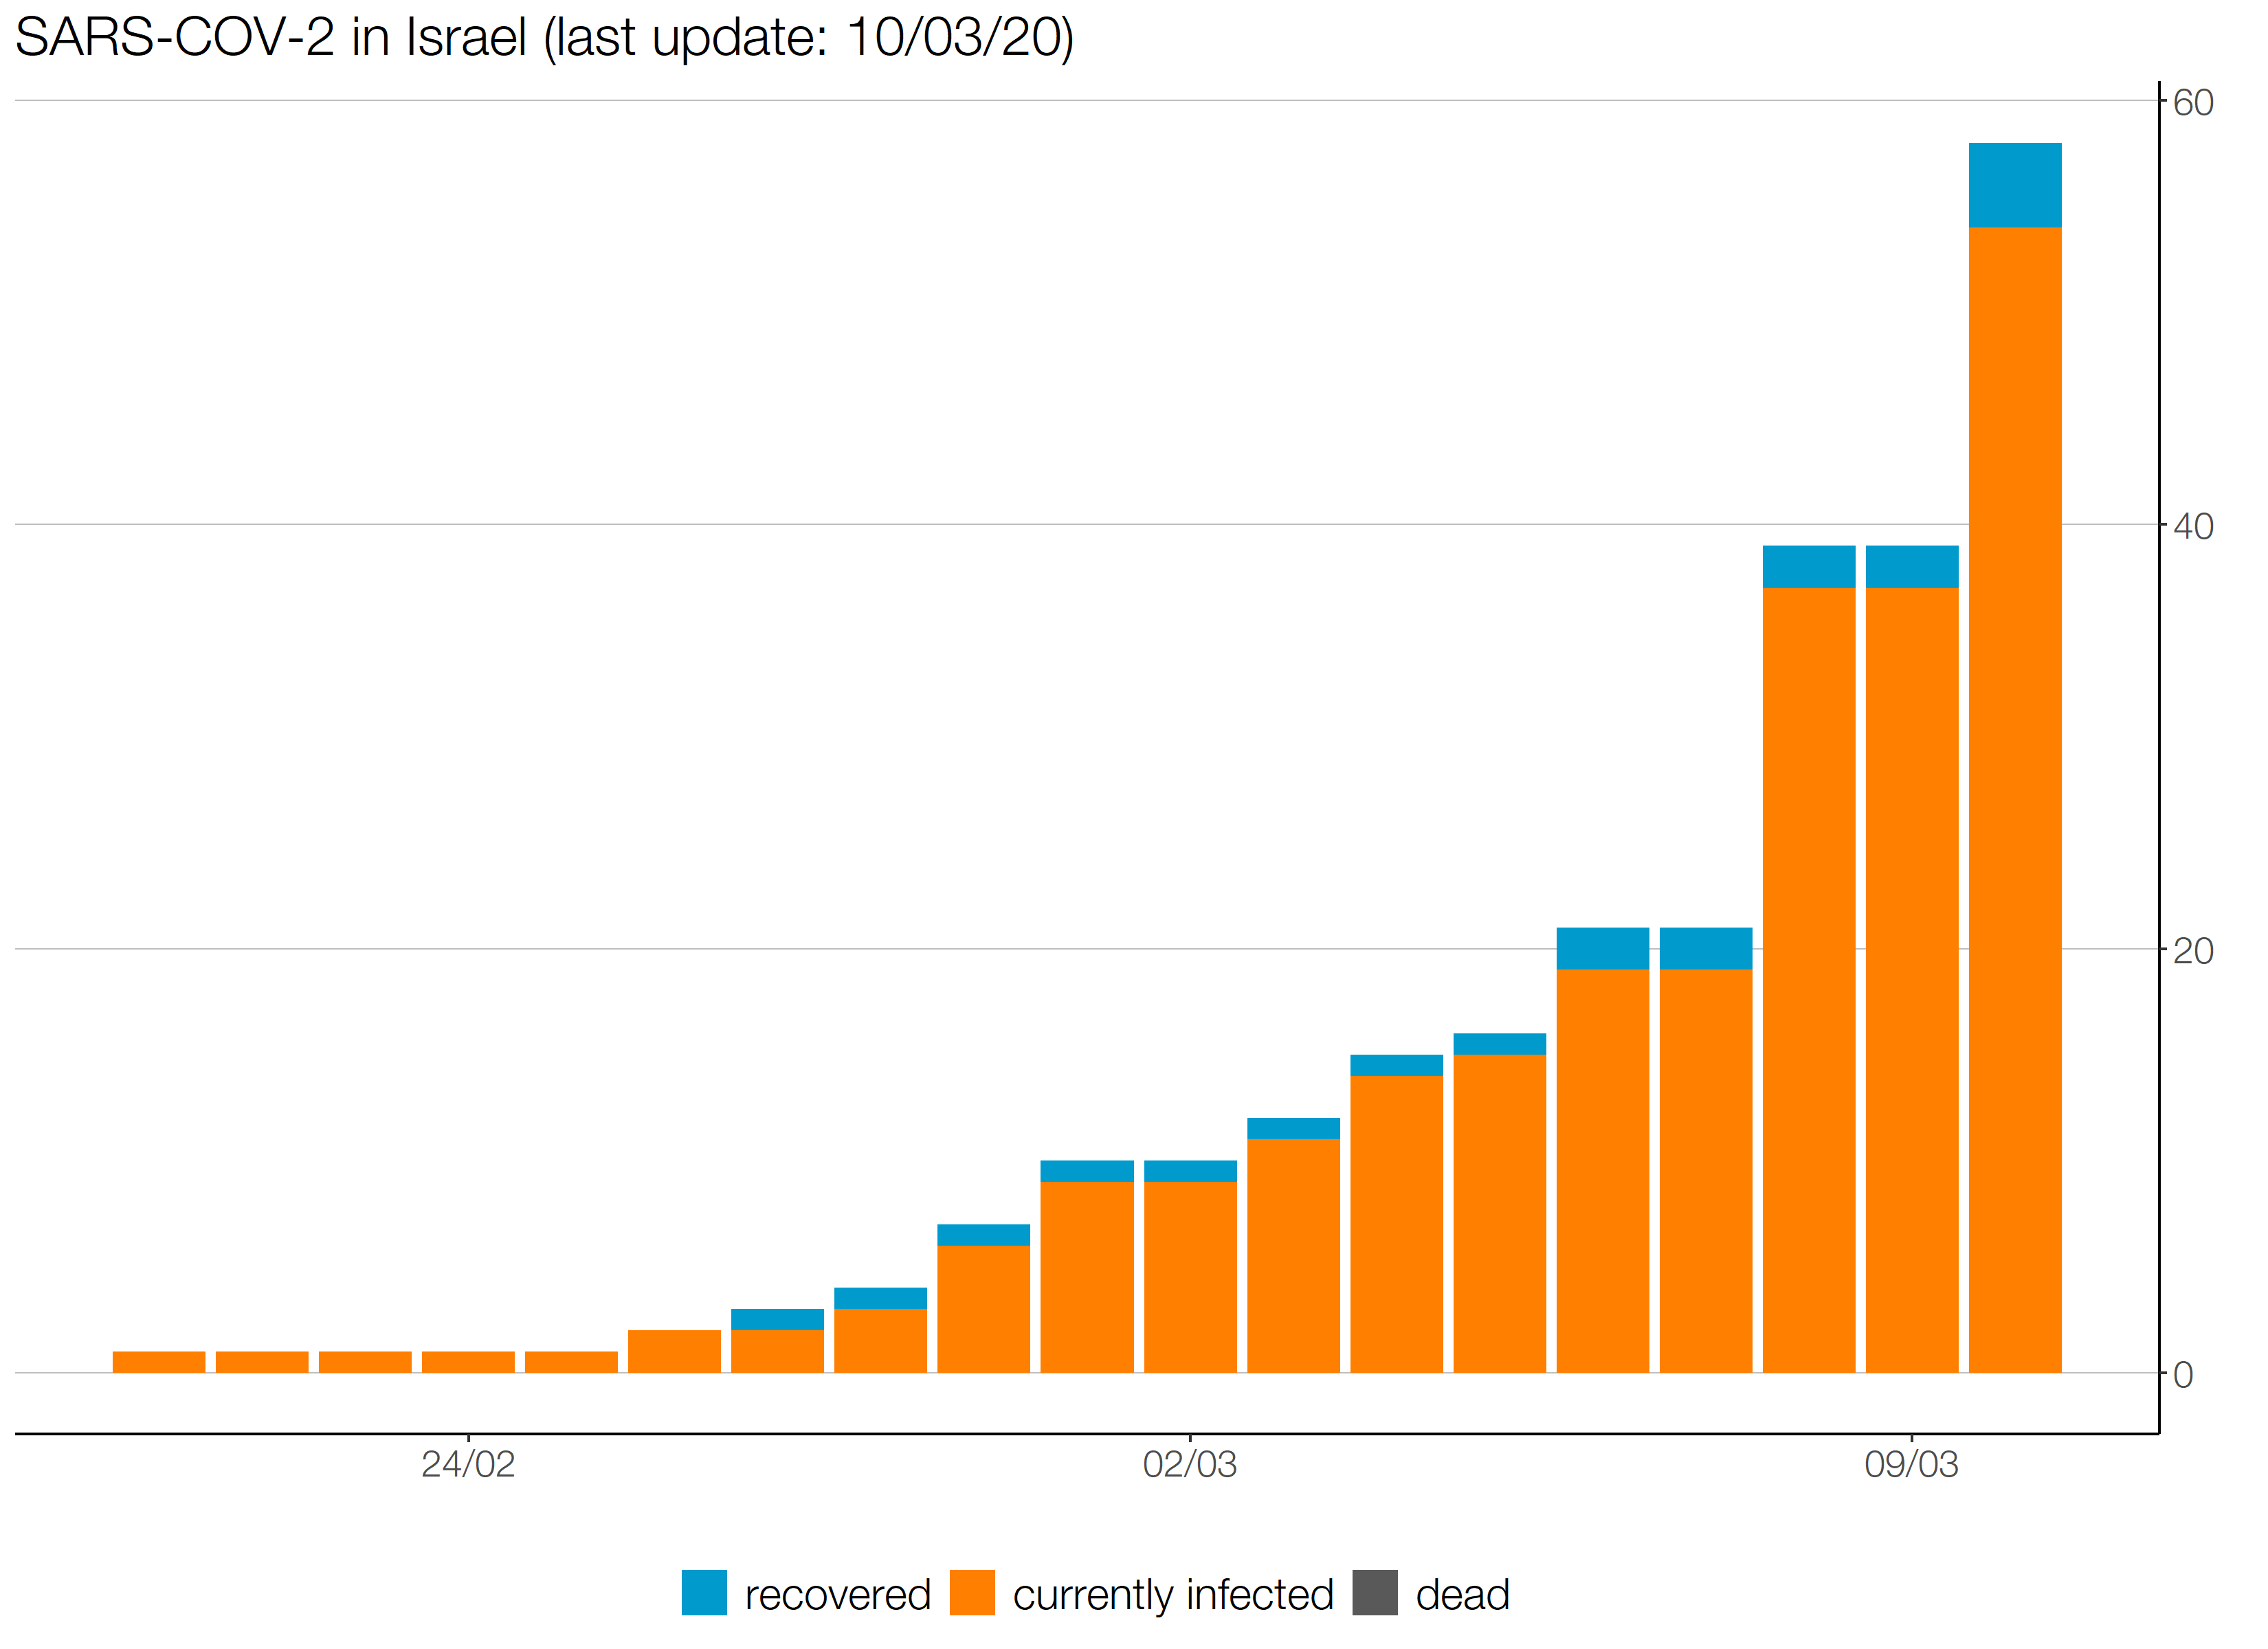 SARS-COV-2 in Israel (last update: 10/03/20)
60
40
20
0
24/02 02/03 09/03
recovered currently infected dead